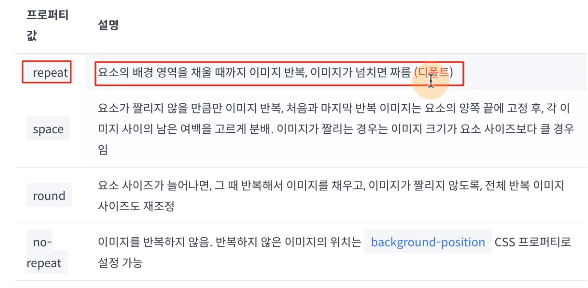 프로퍼티
값
설명
repeat
요소의 배경 영역을 채울 때까지 이미지 반복, 이미지가 넘치면 짜름 (디폴트)
요소가 짤리지 않을 만큼만 이미지 반복, 처음과 마지막 반복 이미지는 요소의 양쪽 끝에 고정 후, 각 이
space
미지 사이의 남은 여백을 고르게 분배. 이미지가 짤리는 경우는 이미지 크기가 요소 사이즈보다 클 경우
임
요소 사이즈가 늘어나면, 그 때 반복해서 이미지를 채우고, 이미지가 짤리지 않도록, 전체 반복 이미지
round
사이즈도 재조정
no-
repeat
이미지를 반복하지 않음. 반복하지 않은 이미지의 위치는 background-position CSS 프로퍼티로
설정 가능